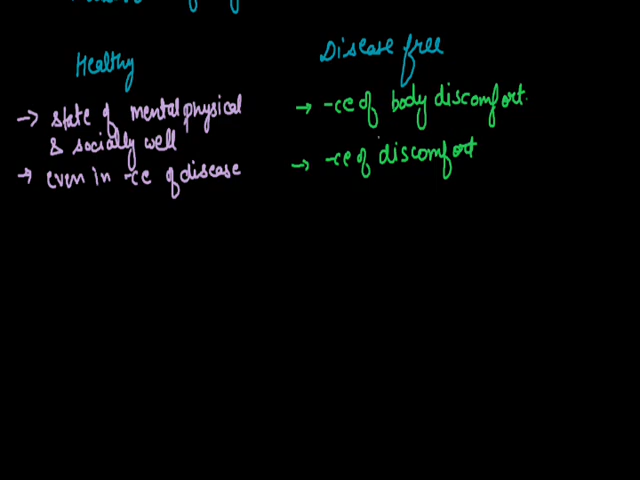 Healthy
Disease free
→ state of mental physical
& socially well
→ even in -ce of disease
→ -ce of body discomfort.
→ -ce of discomfort